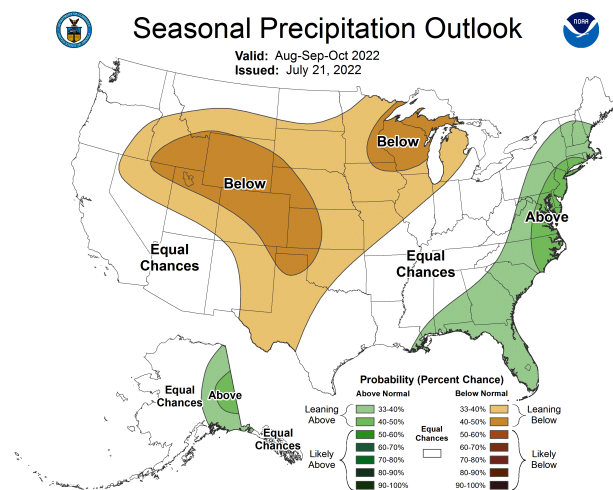 NOAA
Seasonal Precipitation Outlook
Valid: Aug-Sep-Oct 2022
Issued: July 21, 2022
Below
Below
Above
Equal
Chances
Equal
Chances
Equal
Chances
Above
Equal
Chances
Probability (Percent Chance)
Above Normal
Below Normal
Leaning
Above
33-40%
40-50%
Likely
Above
50-60%
60-70%
70-80%
80-90%
90-100%
Equal
Chances
33-40%
40-50%
Leaning
Below
50-60%
60-70%
70-80%
80-90%
90-100%
Likely
Below